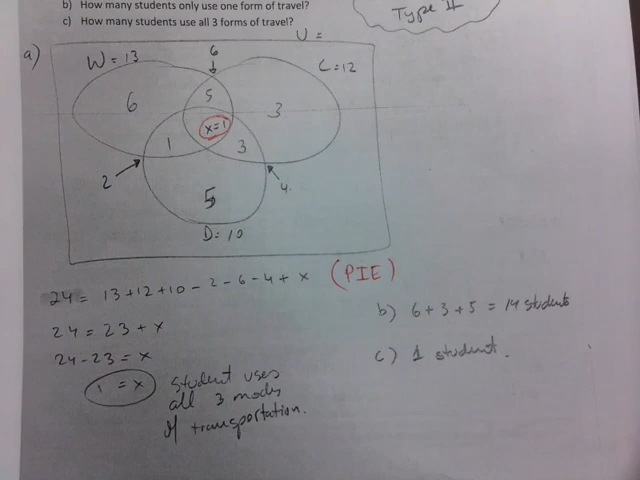 b) How many students only use one form of travel?
c) How many students use all 3 forms of travel?
Type II
U =
a)
W = 13
6
C = 12
6
5
3
x=1
1
3
2
4
5
D = 10
24 = 13+12+10-2-6-4+x (PIE)
24 = 23 + x
24-23 = x
1 = x student uses
all 3 modes
of transportation.
b) 6+3+5 = 14 students
c) 1 student.